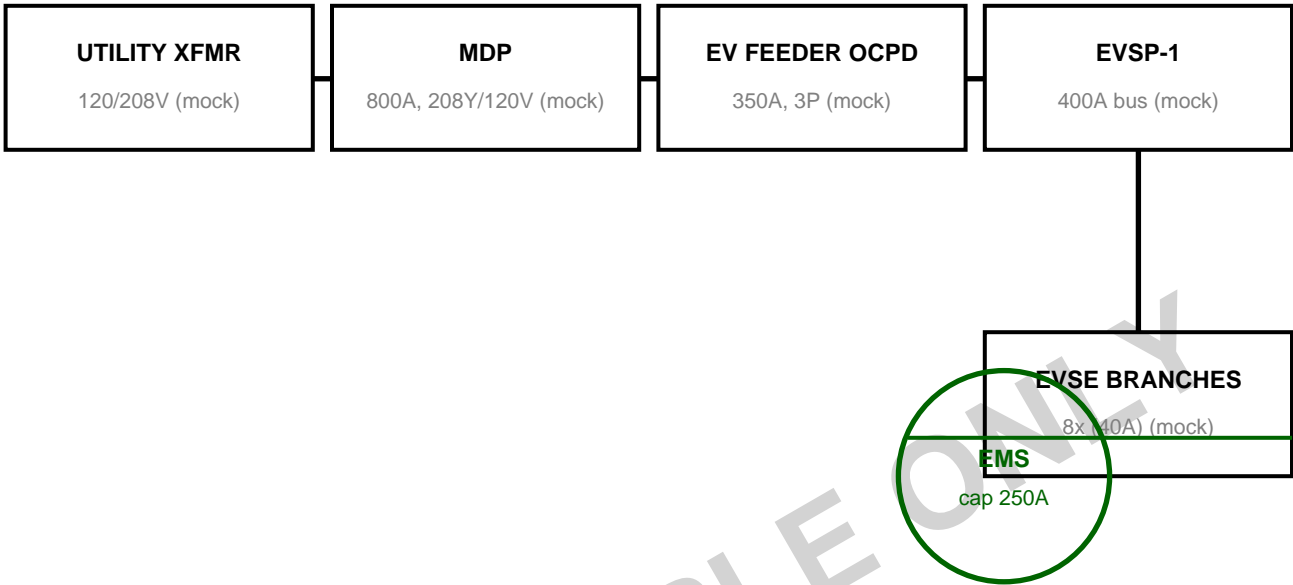 UTILITY XFMR
120/208V (mock)
MDP
800A, 208Y/120V (mock)
EV FEEDER OCPD
350A, 3P (mock)
EVSP-1
400A bus (mock)
EVSE BRANCHES
8x (40A) (mock)
EMS
cap 250A
LE ONLY